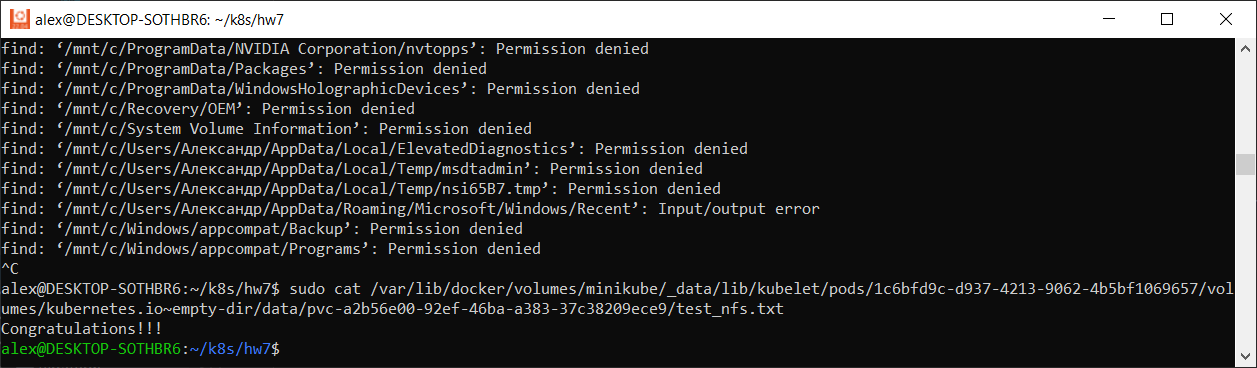 alex@DESKTOP-SOTHBR6: ~/k8s/hw7
find: ‘/mnt/c/ProgramData/NVIDIA Corporation/nvtopps’: Permission denied
find: ‘/mnt/c/ProgramData/Packages’: Permission denied
find: ‘/mnt/c/ProgramData/WindowsHolographicDevices’: Permission denied
find: ‘/mnt/c/Recovery/OEM’: Permission denied
find: ‘/mnt/c/System Volume Information’: Permission denied
find: ‘/mnt/c/Users/Александр/AppData/Local/ElevatedDiagnostics’: Permission denied
find: ‘/mnt/c/Users/Александр/AppData/Local/Temp/msdtadmin’: Permission denied
find: ‘/mnt/c/Users/Александр/AppData/Local/Temp/nsi65B7.tmp’: Permission denied
find: ‘/mnt/c/Users/Александр/AppData/Roaming/Microsoft/Windows/Recent’: Input/output error
find: ‘/mnt/c/Windows/appcompat/Backup’: Permission denied
find: ‘/mnt/c/Windows/appcompat/Programs’: Permission denied
^C
alex@DESKTOP-SOTHBR6:~/k8s/hw7$ sudo cat /var/lib/docker/volumes/minikube/_data/lib/kubelet/pods/1c6bfd9c-d937-4213-9062-4b5bf1069657/vol
umes/kubernetes.io~empty-dir/data/pvc-a2b56e00-92ef-46ba-a383-37c38209ece9/test_nfs.txt
Congratulations!!!
alex@DESKTOP-SOTHBR6:~/k8s/hw7$